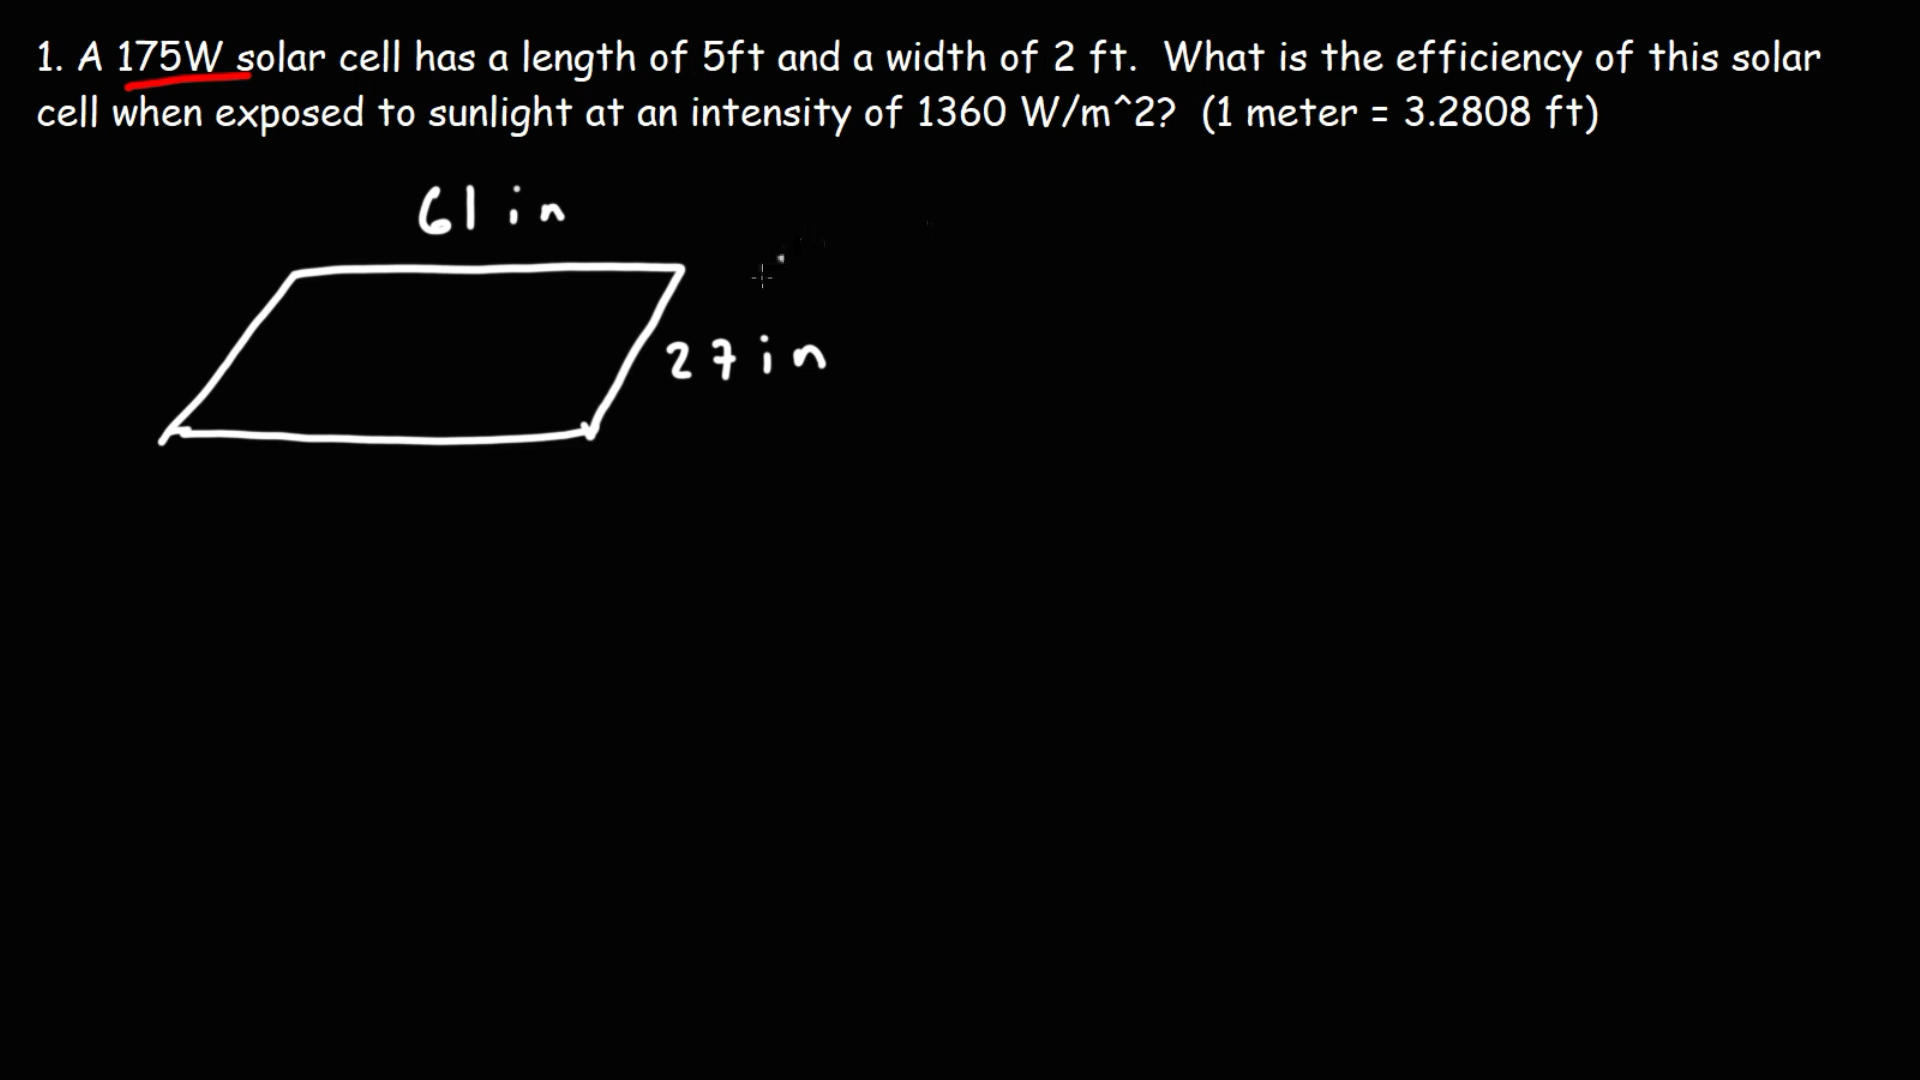 1. A 175W solar cell has a length of 5ft and a width of 2 ft. What is the efficiency of this solar
cell when exposed to sunlight at an intensity of 1360 W/m^2? (1 meter = 3.2808 ft)
61 in
27 in